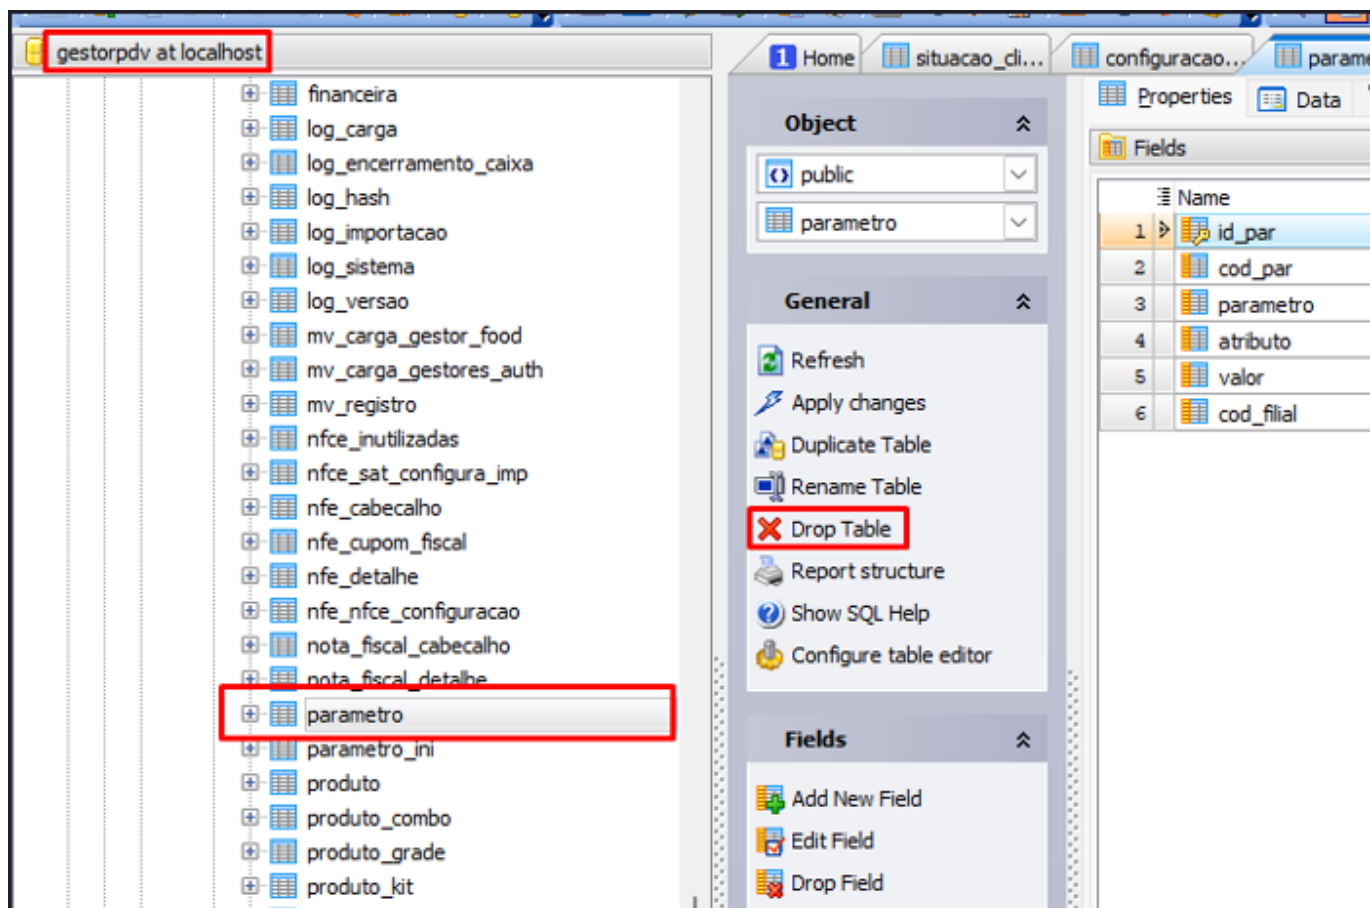 gestorpdv at localhost
financeira
log_carga
log_encerramento_caixa
log_hash
log_importacao
log_sistema
log_versao
mv_carga_gestor_food
mv_carga_gestores_auth
mv_registro
nfce_inutilizadas
nfce_sat_configura_imp
nfe_cabecalho
nfe_cupom_fiscal
nfe_detalhe
nfe_nfce_configuracao
nota_fiscal_cabecalho
nota_fiscal_detalhe
parametro
parametro_ini
produto
produto_combo
produto_grade
produto_kit
1 Home
situacao_cli...
configuracao...
parame
Object
public
parametro
General
Refresh
Apply changes
Duplicate Table
Rename Table
Drop Table
Report structure
Show SQL Help
Configure table editor
Fields
Add New Field
Edit Field
Drop Field
Properties
Data
Fields
Name
1 id_par
2 cod_par
3 parametro
4 atributo
5 valor
6 cod_filial